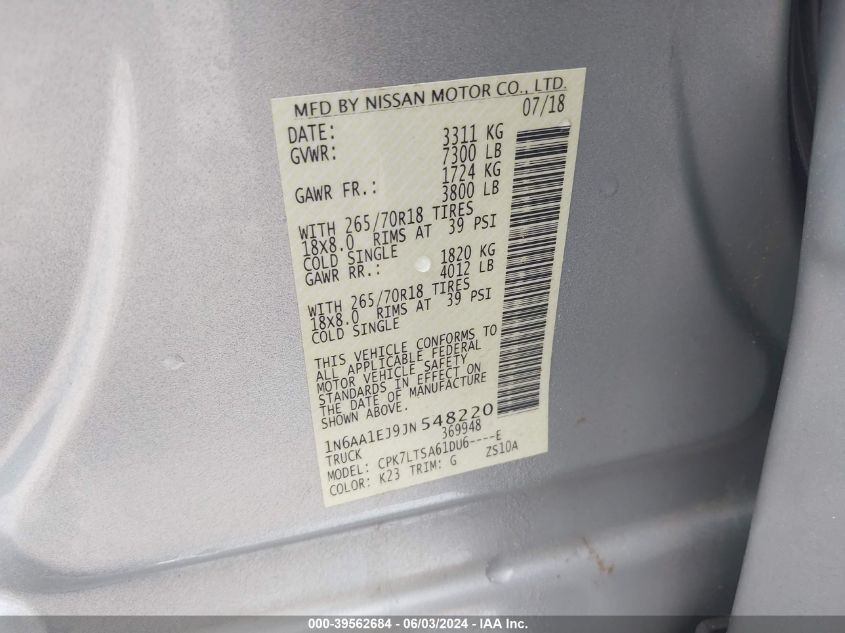 MFD BY NISSAN MOTOR CO., LTD.
DATE: 07/18
GVWR: 3311 KG
7300 LB
GAWR FR.: 1724 KG
3800 LB
WITH 265/70R18 TIRES
18X8.0 RIMS AT 39 PSI
COLD SINGLE
GAWR RR.: 1820 KG
4012 LB
WITH 265/70R18 TIRES
18X8.0 RIMS AT 39 PSI
COLD SINGLE
THIS VEHICLE CONFORMS TO
ALL APPLICABLE FEDERAL
MOTOR VEHICLE SAFETY
STANDARDS IN EFFECT ON
THE DATE OF MANUFACTURE
SHOWN ABOVE.
1N6AA1EJ9JN548220
TRUCK 369948
MODEL: CPK7LTSA61DU6----E
COLOR: K23 TRIM: G ZS10A
000-39562684 - 06/03/2024 - IAA Inc.